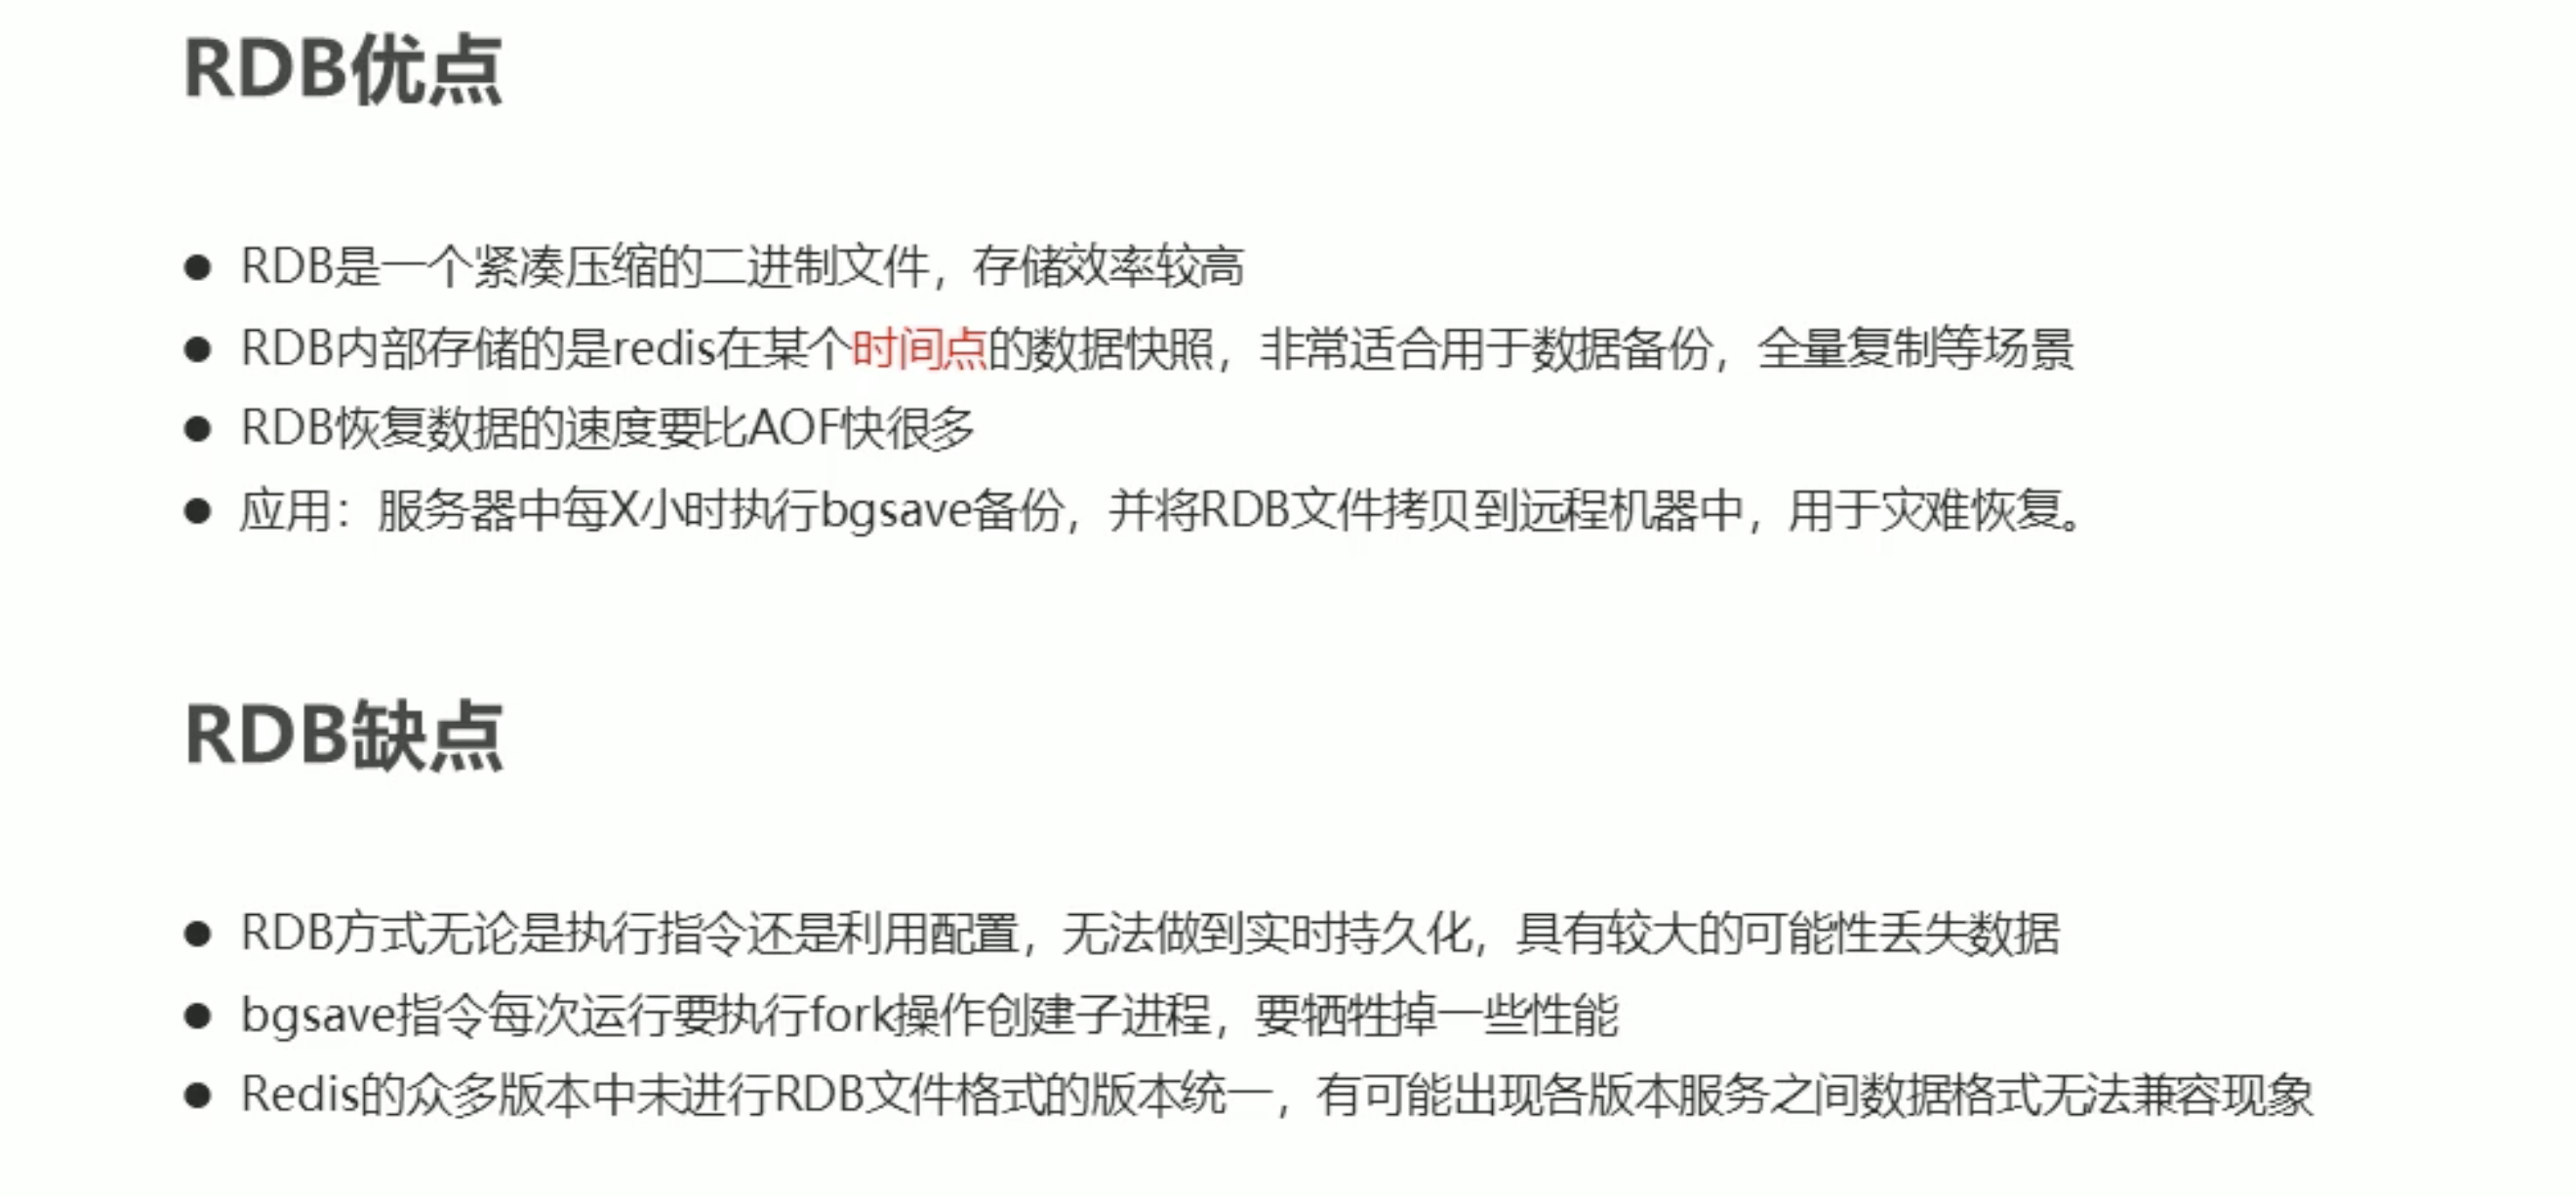 RDB优点
● RDB是一个紧凑压缩的二进制文件，存储效率较高
● RDB内部存储的是redis在某个时间点的数据快照，非常适合用于数据备份，全量复制等场景
● RDB恢复数据的速度要比AOF快很多
● 应用：服务器中每X小时执行bgsave备份，并将RDB文件拷贝到远程机器中，用于灾难恢复。
RDB缺点
● RDB方式无论是执行指令还是利用配置，无法做到实时持久化，具有较大的可能性丢失数据
● bgsave指令每次运行要执行fork操作创建子进程，要牺牲掉一些性能
● Redis的众多版本中未进行RDB文件格式的版本统一，有可能出现各版本服务之间数据格式无法兼容现象